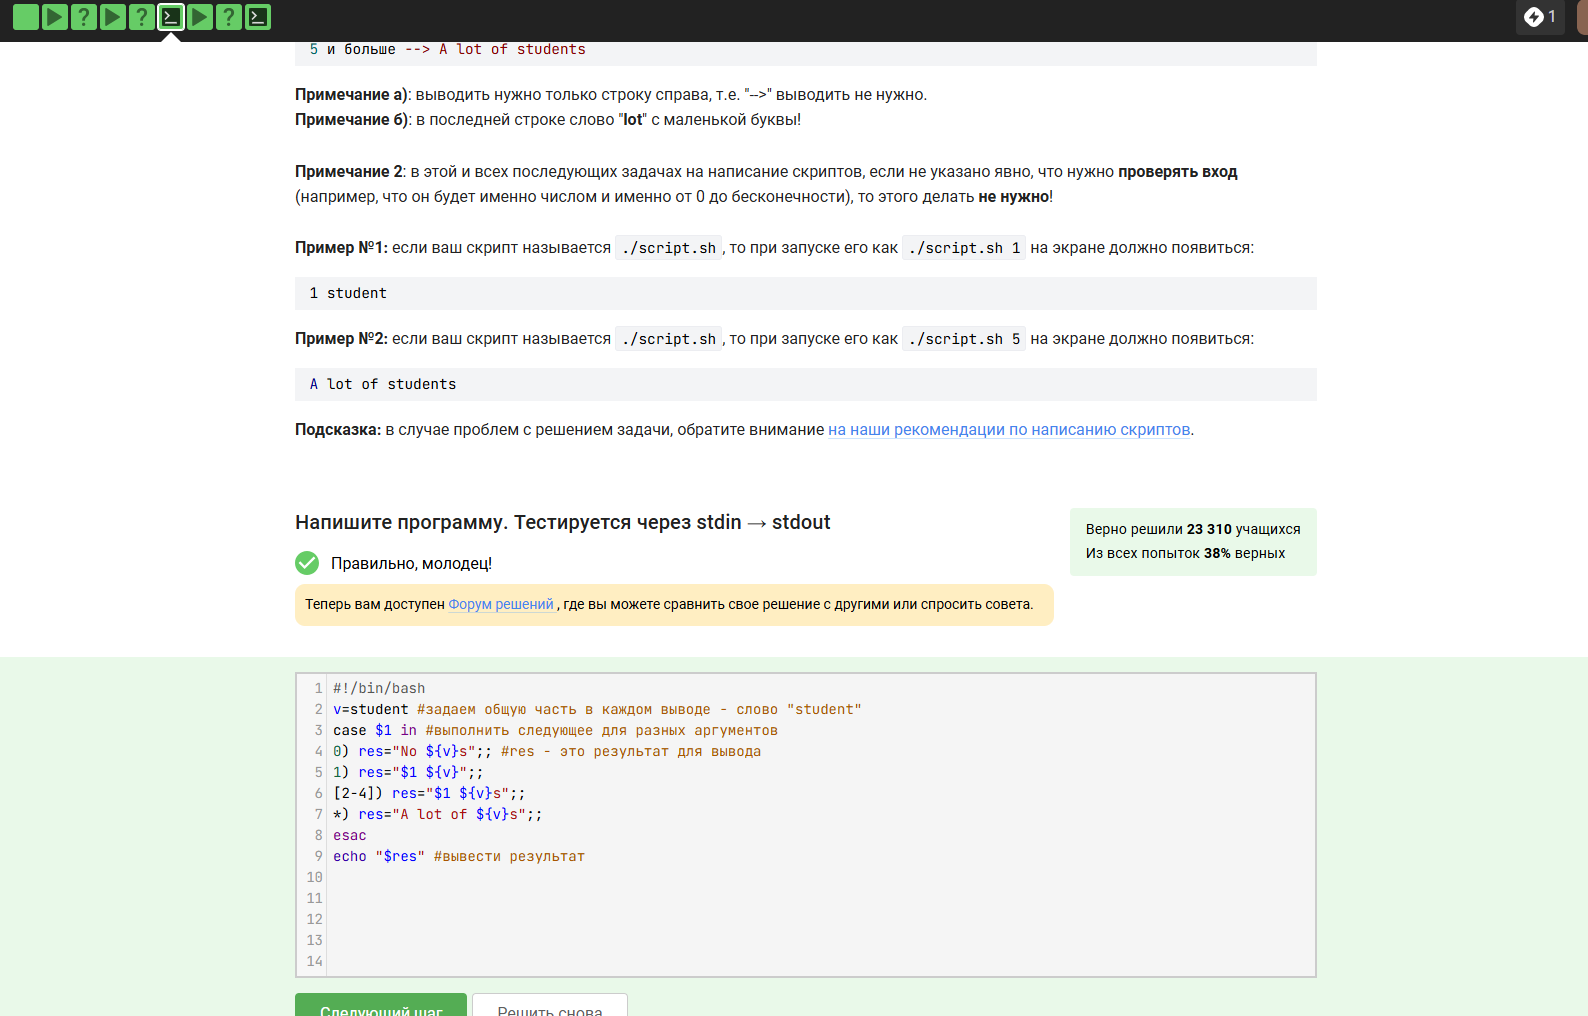 1
5 и больше --> A lot of students
Примечание а): выводить нужно только строку справа, т.е. "-->" выводить не нужно.
Примечание б): в последней строке слово "lot" с маленькой буквы!
Примечание 2: в этой и всех последующих задачах на написание скриптов, если не указано явно, что нужно проверять вход
(например, что он будет именно числом и именно от 0 до бесконечности), то этого делать не нужно!
Пример №1: если ваш скрипт называется ./script.sh , то при запуске его как ./script.sh 1 на экране должно появиться:
1 student
Пример №2: если ваш скрипт называется ./script.sh , то при запуске его как ./script.sh 5 на экране должно появиться:
A lot of students
Подсказка: в случае проблем с решением задачи, обратите внимание на наши рекомендации по написанию скриптов.
Напишите программу. Тестируется через stdin → stdout
Верно решили 23 310 учащихся
Из всех попыток 38% верных
Правильно, молодец!
Теперь вам доступен Форум решений , где вы можете сравнить свое решение с другими или спросить совета.
1 #!/bin/bash
2 v=student #задаем общую часть в каждом выводе - слово "student"
3 case $1 in #выполнить следующее для разных аргументов
4 0) res="No ${v}s";; #res - это результат для вывода
5 1) res="$1 ${v}";;
6 [2-4]) res="$1 ${v}s";;
7 *) res="A lot of ${v}s";;
8 esac
9 echo "$res" #вывести результат
10
11
12
13
14
Следующий шаг
Решить снова